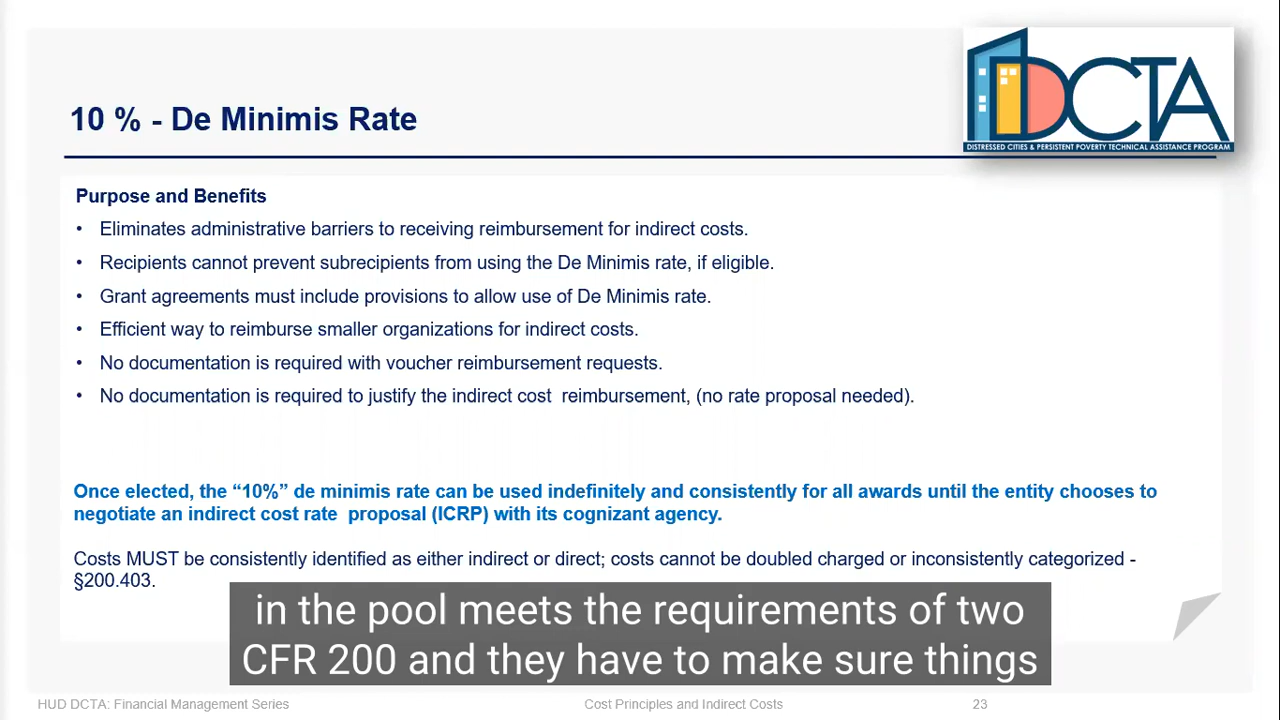 DCTA
DISTRESSED CITIES & PERSISTENT POVERTY TECHNICAL ASSISTANCE PROGRAM
10 % - De Minimis Rate
Purpose and Benefits
• Eliminates administrative barriers to receiving reimbursement for indirect costs.
• Recipients cannot prevent subrecipients from using the De Minimis rate, if eligible.
• Grant agreements must include provisions to allow use of De Minimis rate.
• Efficient way to reimburse smaller organizations for indirect costs.
• No documentation is required with voucher reimbursement requests.
• No documentation is required to justify the indirect cost  reimbursement, (no rate proposal needed).
Once elected, the “10%” de minimis rate can be used indefinitely and consistently for all awards until the entity chooses to
negotiate an indirect cost rate  proposal (ICRP) with its cognizant agency.
Costs MUST be consistently identified as either indirect or direct; costs cannot be doubled charged or inconsistently categorized -
§200.403.
in the pool meets the requirements of two
CFR 200 and they have to make sure things
HUD DCTA: Financial Management Series
Cost Principles and Indirect Costs
23